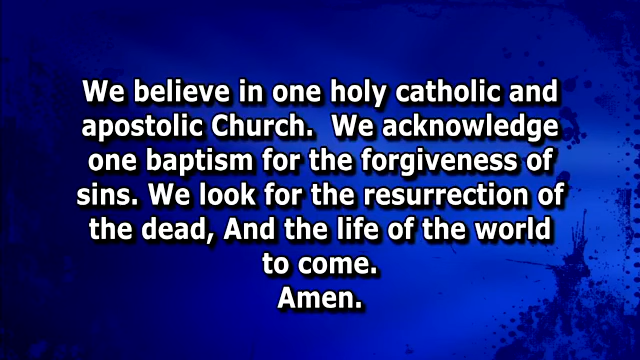 We believe in one holy catholic and
apostolic Church.  We acknowledge
one baptism for the forgiveness of
sins. We look for the resurrection of
the dead, And the life of the world
to come.
Amen.